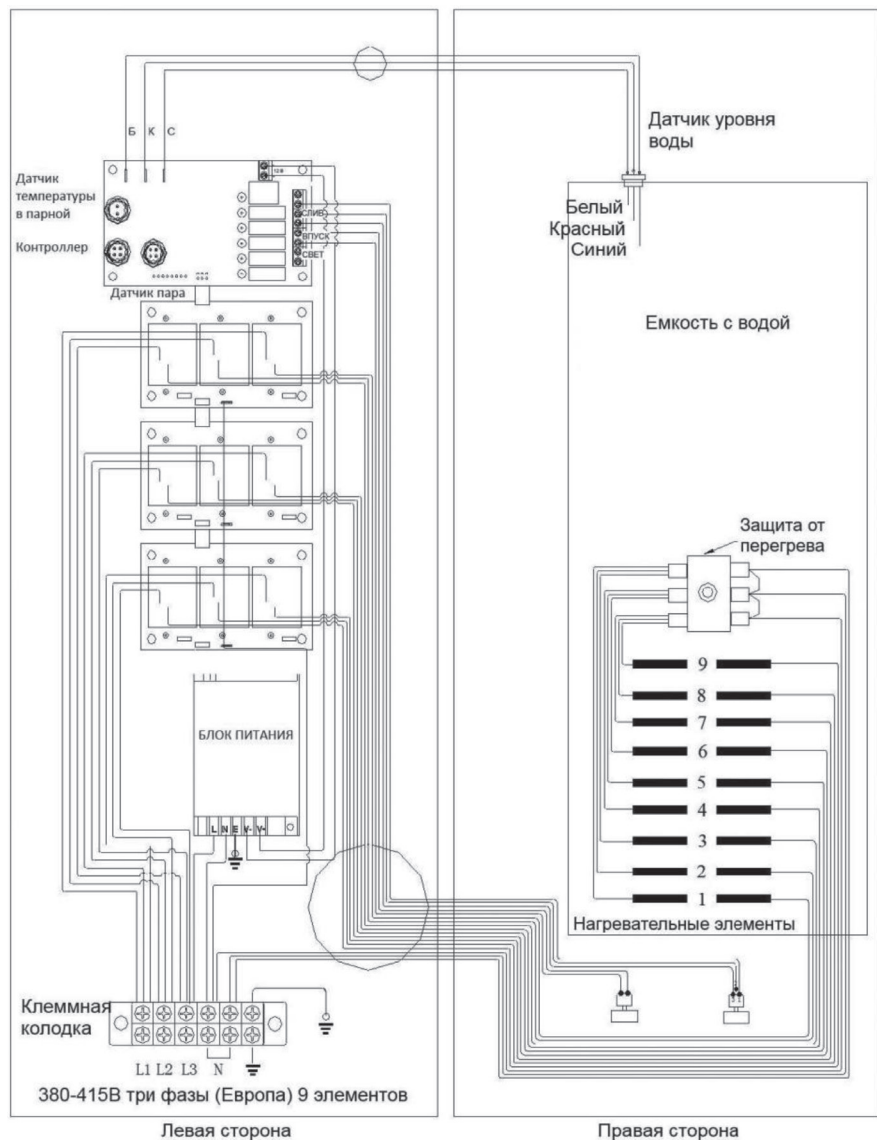 Б К С
Датчик уровня
воды
Датчик
температуры
в парной
12 В
СЛИВ
Белый
Красный
Синий
Контроллер
ВПУСК
СВЕТ
Датчик пара
Емкость с водой
Защита от
перегрева
9
8
БЛОК ПИТАНИЯ
7
6
5
4
L N E V- V+
3
2
1
Нагревательные элементы
Клеммная
колодка
L1 L2 L3 N
380-415В три фазы (Европа) 9 элементов
Левая сторона
Правая сторона